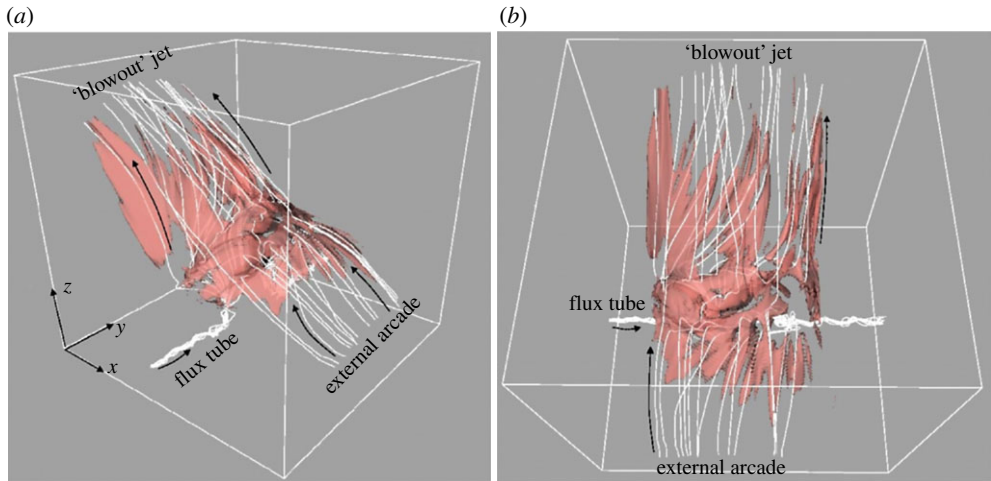 (a)
‘blowout’ jet
z
y
x
flux tube
external arcade
(b)
‘blowout’ jet
flux tube
external arcade